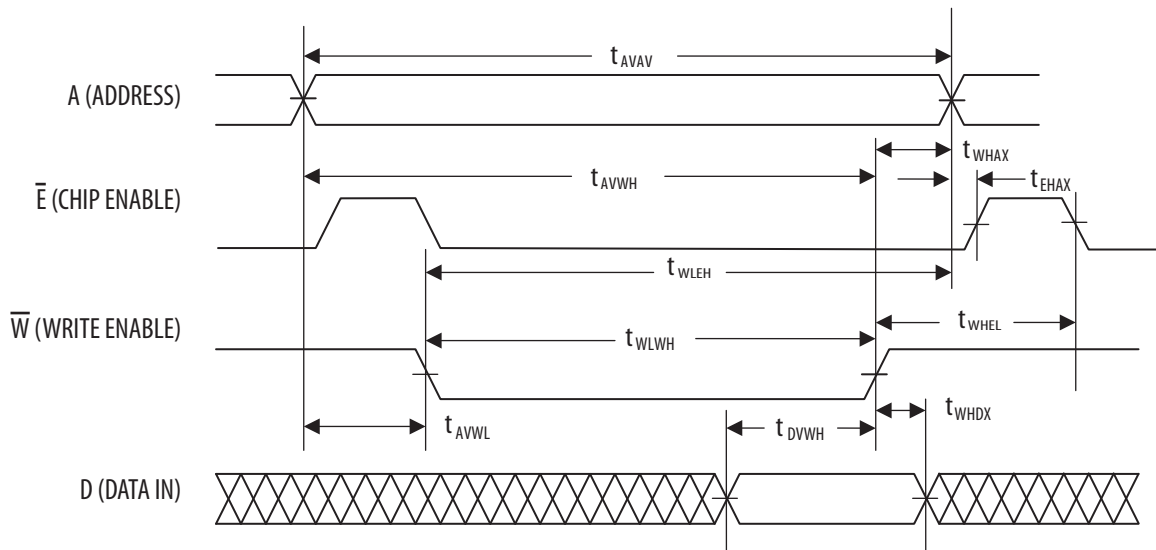 tAVAV
A (ADDRESS)
tWHAX
tAVWH
tEHAX
E̅ (CHIP ENABLE)
tWLEH
W̅ (WRITE ENABLE)
tWHEL
tWLWH
tWHDX
tAVWL
tDVWH
D (DATA IN)